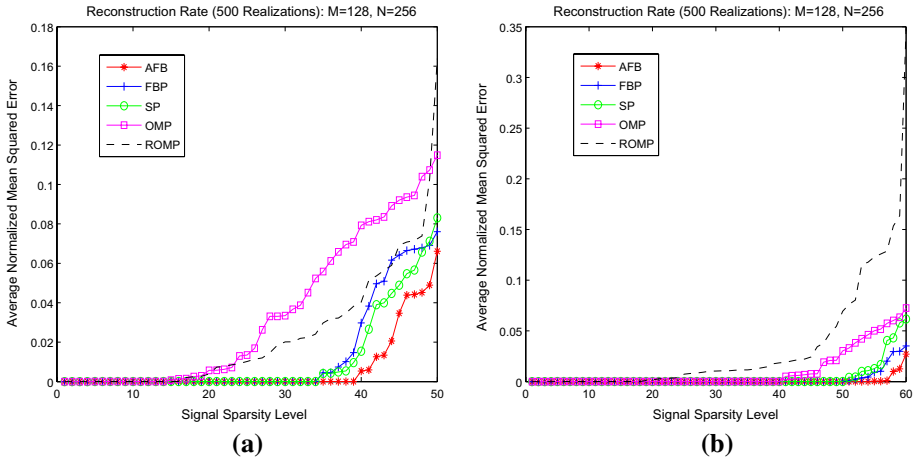 Reconstruction Rate (500 Realizations): M=128, N=256
Average Normalized Mean Squared Error
0.18
0.16
0.14
0.12
0.1
0.08
0.06
0.04
0.02
0
AFB
FBP
SP
OMP
ROMP
0 10 20 30 40 50
Signal Sparsity Level
(a)
Reconstruction Rate (500 Realizations): M=128, N=256
Average Normalized Mean Squared Error
0.35
0.3
0.25
0.2
0.15
0.1
0.05
0
AFB
FBP
SP
OMP
ROMP
0 10 20 30 40 50 60
Signal Sparsity Level
(b)